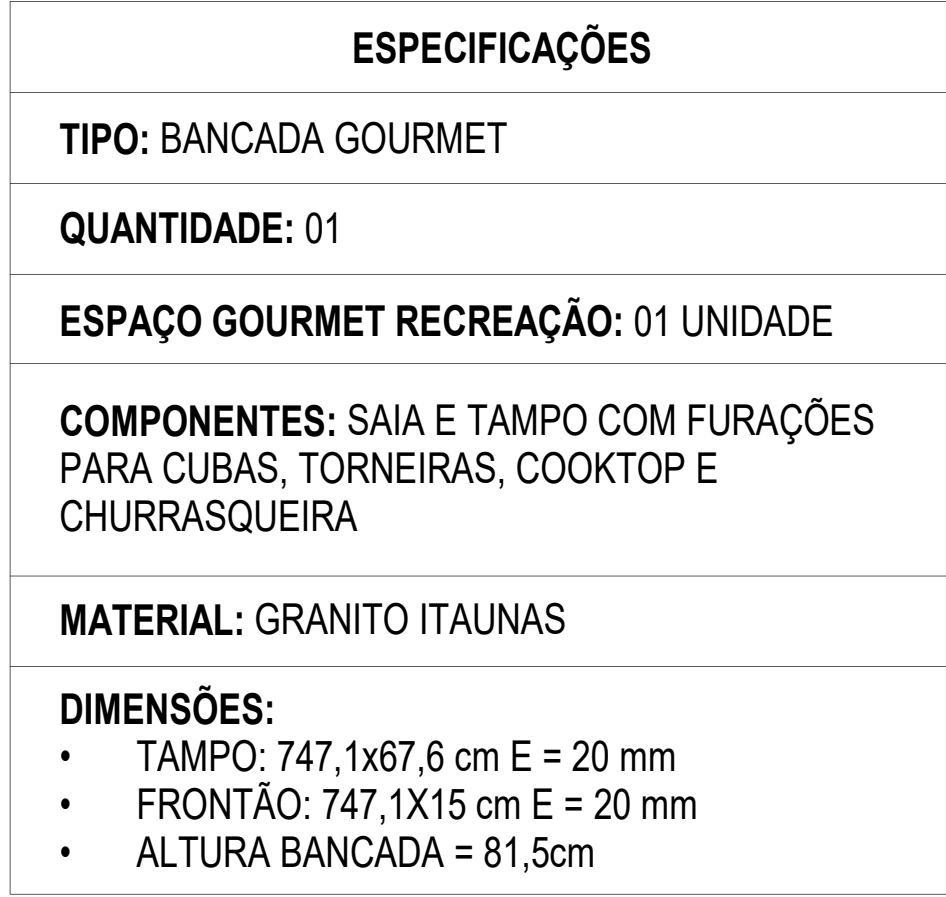 ESPECIFICAÇÕES
TIPO: BANCADA GOURMET
QUANTIDADE: 01
ESPAÇO GOURMET RECREAÇÃO: 01 UNIDADE
COMPONENTES: SAIA E TAMPO COM FURAÇÕES
PARA CUBAS, TORNEIRAS, COOKTOP E
CHURRASQUEIRA
MATERIAL: GRANITO ITAUNAS
DIMENSÕES:
• TAMPO: 747,1x67,6 cm E = 20 mm
• FRONTÃO: 747,1X15 cm E = 20 mm
• ALTURA BANCADA = 81,5cm